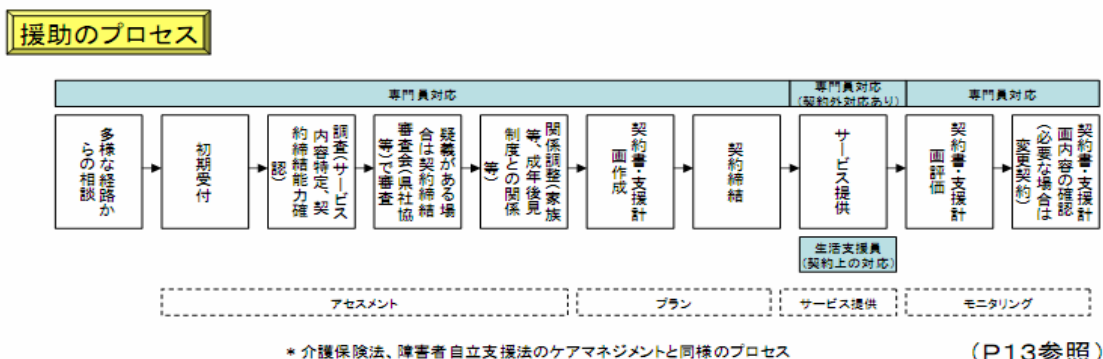 援助のプロセス
専門員対応
専門員対応
(契約外対応あり)
専門員対応
多様な経路か
らの相談
初期受付
調査(サービス
内容特定、契
約締結能力確
認)
疑義がある場
合は契約締結
審査会(県社協
等)で審査
関係調整(家族
等、成年後見
制度との関係
等)
契約書・支援計
画作成
契約締結
サービス提供
契約書・支援計
画評価
契約書・支援計
画内容の確認
(必要な場合は
変更契約)
生活支援員
(契約上の対応)
アセスメント
プラン
サービス提供
モニタリング
*介護保険法、障害者自立支援法のケアマネジメントと同様のプロセス
(P13参照)